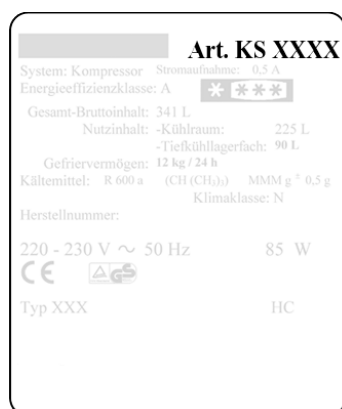 Art. KS XXXX
System: Kompressor Stromaufnahme: 0,5 A
Energieeffizienzklasse: A
Gesamt-Bruttoinhalt: 341 L
Nutzinhalt: -Kühlraum: 225 L
-Tiefkühllagerfach: 90 L
Gefriervermögen: 12 kg / 24 h
Kältemittel: R 600 a (CH (CH₃)₃) MMM g ± 0,5 g
Klimaklasse: N
Herstellnummer:
220 - 230 V ~ 50 Hz 85 W
CE GS
Typ XXX HC